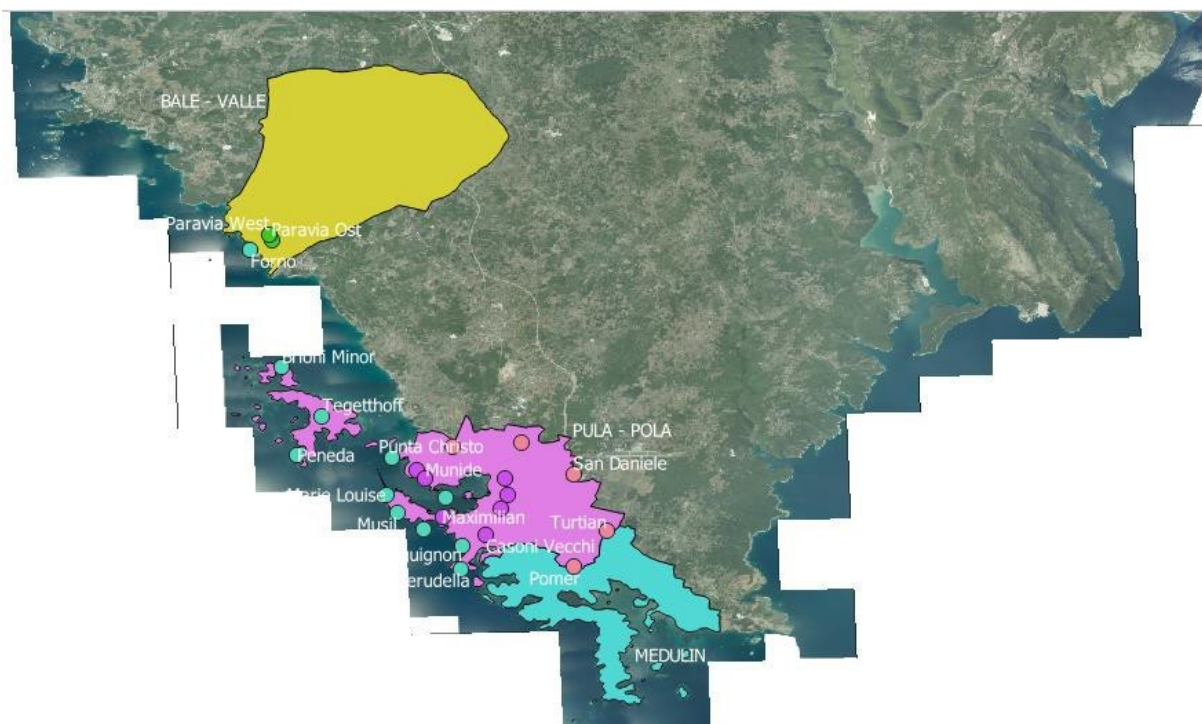 BALE - VALLE
Paravia West
Paravia Ost
Forno
Brioni Minor
Tegetthoff
PULA - POLA
Punta Christo
Peneda
Munide
San Daniele
Marie Louise
Maximilian
Musil
Turtian
Casoni Vecchi
Pomer
MEDULIN